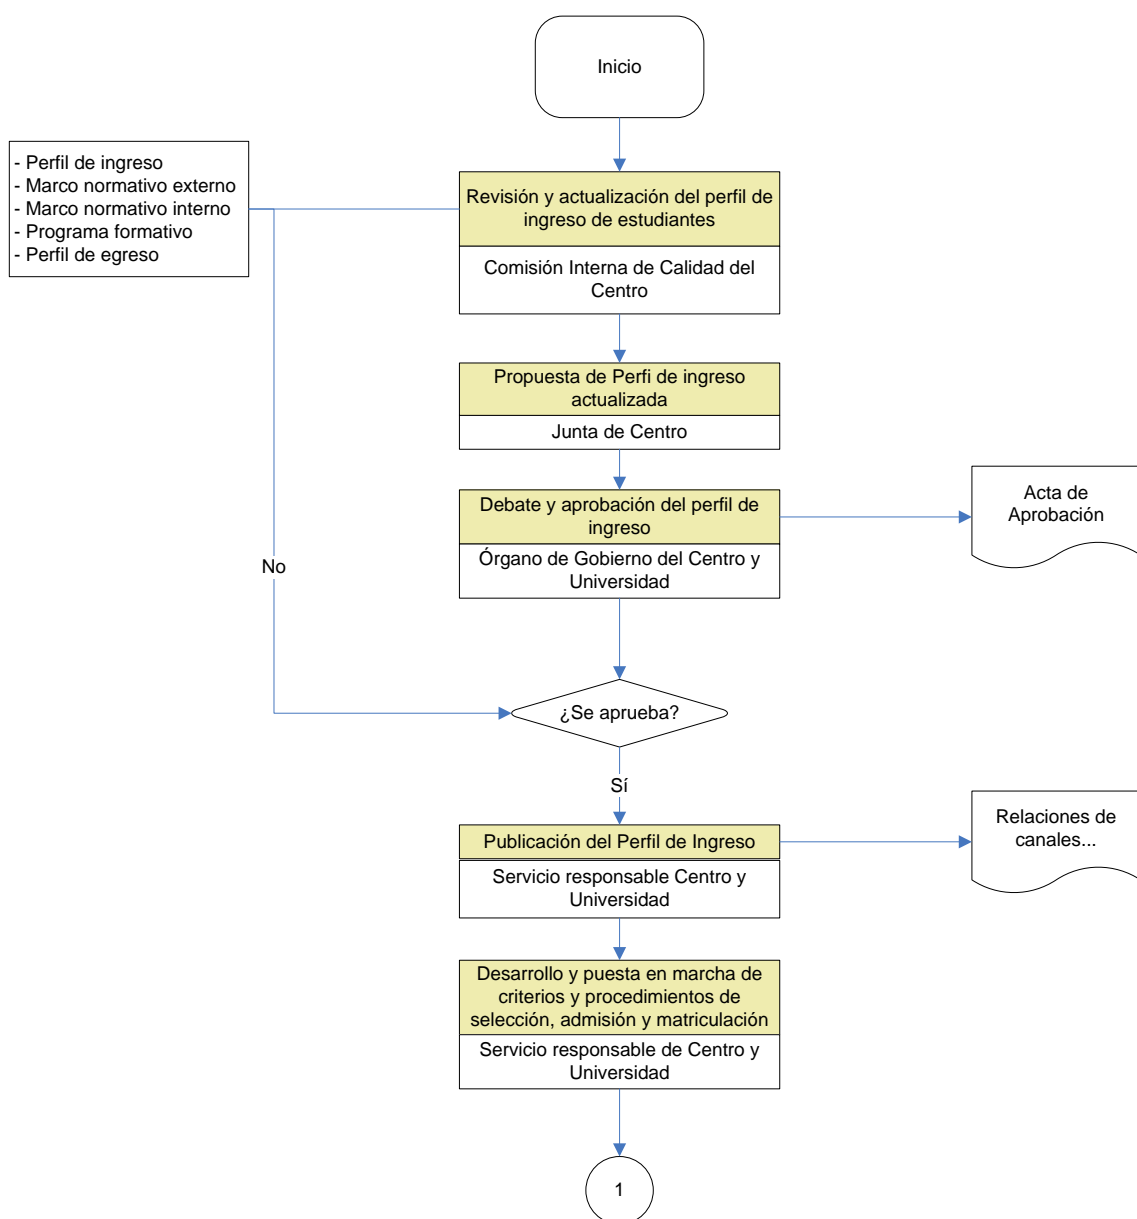 Inicio
- Perfil de ingreso
- Marco normativo externo
- Marco normativo interno
- Programa formativo
- Perfil de egreso
Revisión y actualización del perfil de
ingreso de estudiantes
Comisión Interna de Calidad del
Centro
Propuesta de Perfi de ingreso
actualizada
Junta de Centro
Debate y aprobación del perfil de
ingreso
Órgano de Gobierno del Centro y
Universidad
Acta de
Aprobación
No
¿Se aprueba?
Sí
Publicación del Perfil de Ingreso
Servicio responsable Centro y
Universidad
Relaciones de
canales...
Desarrollo y puesta en marcha de
criterios y procedimientos de
selección, admisión y matriculación
Servicio responsable de Centro y
Universidad
1